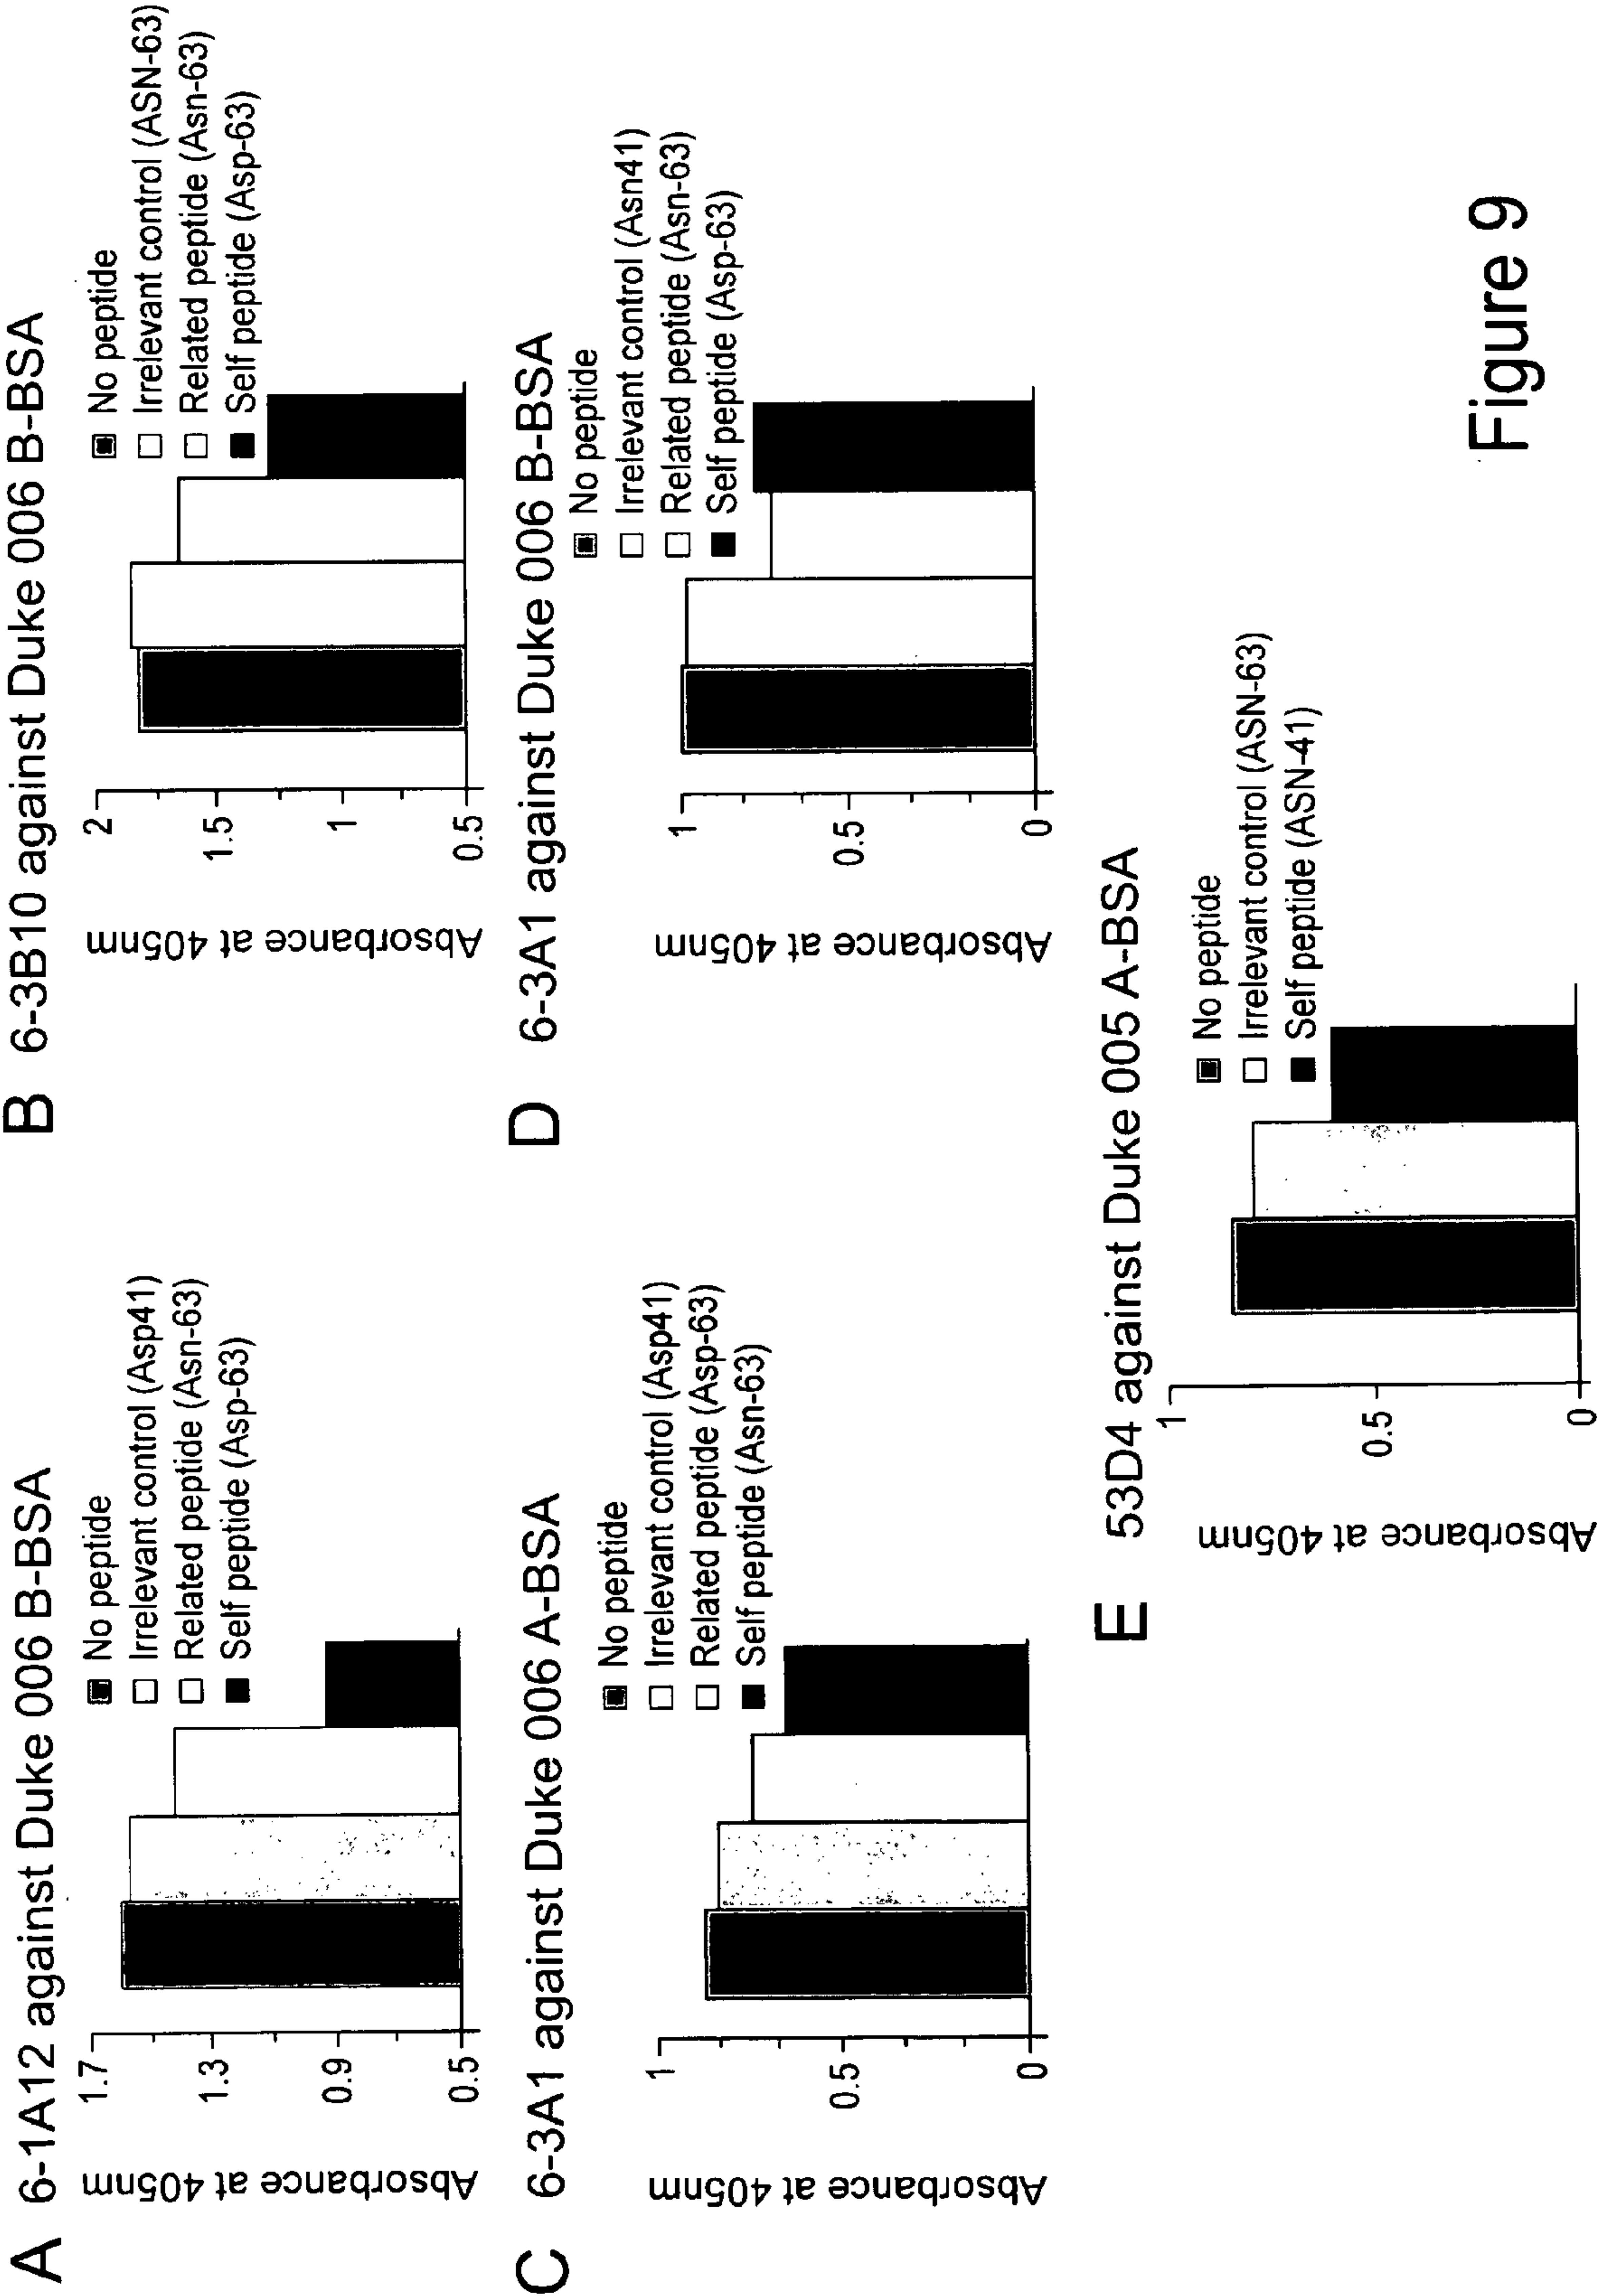 A 6-1A12 against Duke 006 B-BSA
No peptide
Irrelevant control (Asp41)
Related peptide (Asn-63)
Self peptide (Asp-63)
Absorbance at 405nm
1.7
1.3
0.9
0.5
B 6-3B10 against Duke 006 B-BSA
No peptide
Irrelevant control (ASN-63)
Related peptide (Asn-63)
Self peptide (Asp-63)
Absorbance at 405nm
2
1.5
1
0.5
C 6-3A1 against Duke 006 A-BSA
No peptide
Irrelevant control (Asp41)
Related peptide (Asp-63)
Self peptide (Asn-63)
Absorbance at 405nm
1
0.5
0
D 6-3A1 against Duke 006 B-BSA
No peptide
Irrelevant control (Asn41)
Related peptide (Asn-63)
Self peptide (Asp-63)
Absorbance at 405nm
1
0.5
0
E 53D4 against Duke 005 A-BSA
No peptide
Irrelevant control (ASN-63)
Self peptide (ASN-41)
Absorbance at 405nm
1
0.5
0
Figure 9